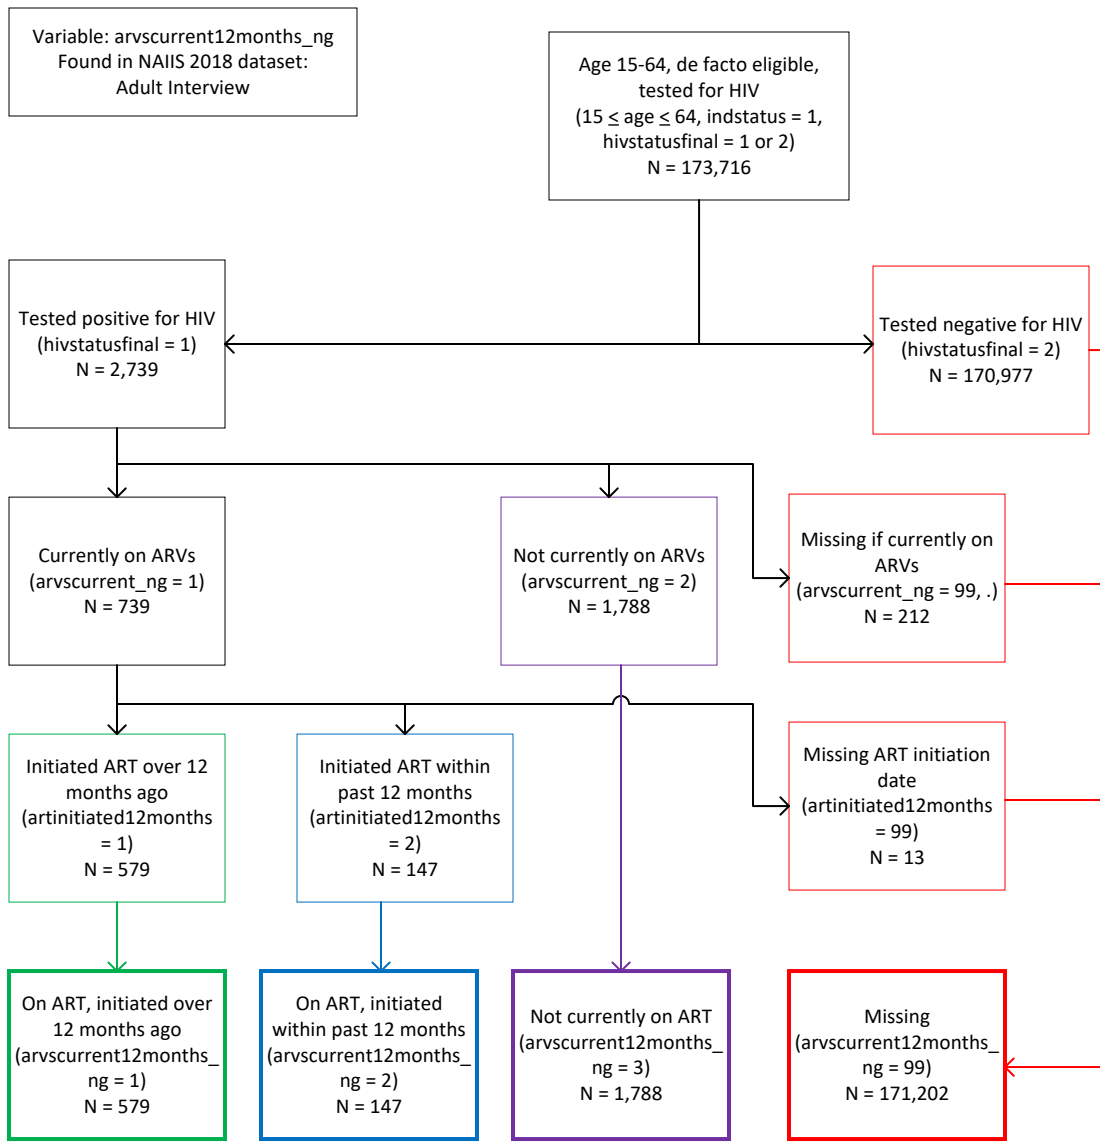 Variable: arvscurrent12months_ng
Found in NAIIS 2018 dataset:
Adult Interview
Age 15-64, de facto eligible,
tested for HIV
(15 ≤ age ≤ 64, indstatus = 1,
hivstatusfinal = 1 or 2)
N = 173,716
Tested positive for HIV
(hivstatusfinal = 1)
N = 2,739
Tested negative for HIV
(hivstatusfinal = 2)
N = 170,977
Currently on ARVs
(arvscurrent_ng = 1)
N = 739
Not currently on ARVs
(arvscurrent_ng = 2)
N = 1,788
Missing if currently on
ARVs
(arvscurrent_ng = 99, .)
N = 212
Initiated ART over 12
months ago
(artinitiated12months
= 1)
N = 579
Initiated ART within
past 12 months
(artinitiated12months
= 2)
N = 147
Missing ART initiation
date
(artinitiated12months
= 99)
N = 13
On ART, initiated over
12 months ago
(arvscurrent12months_
ng = 1)
N = 579
On ART, initiated
within past 12 months
(arvscurrent12months_
ng = 2)
N = 147
Not currently on ART
(arvscurrent12months_
ng = 3)
N = 1,788
Missing
(arvscurrent12months_
ng = 99)
N = 171,202